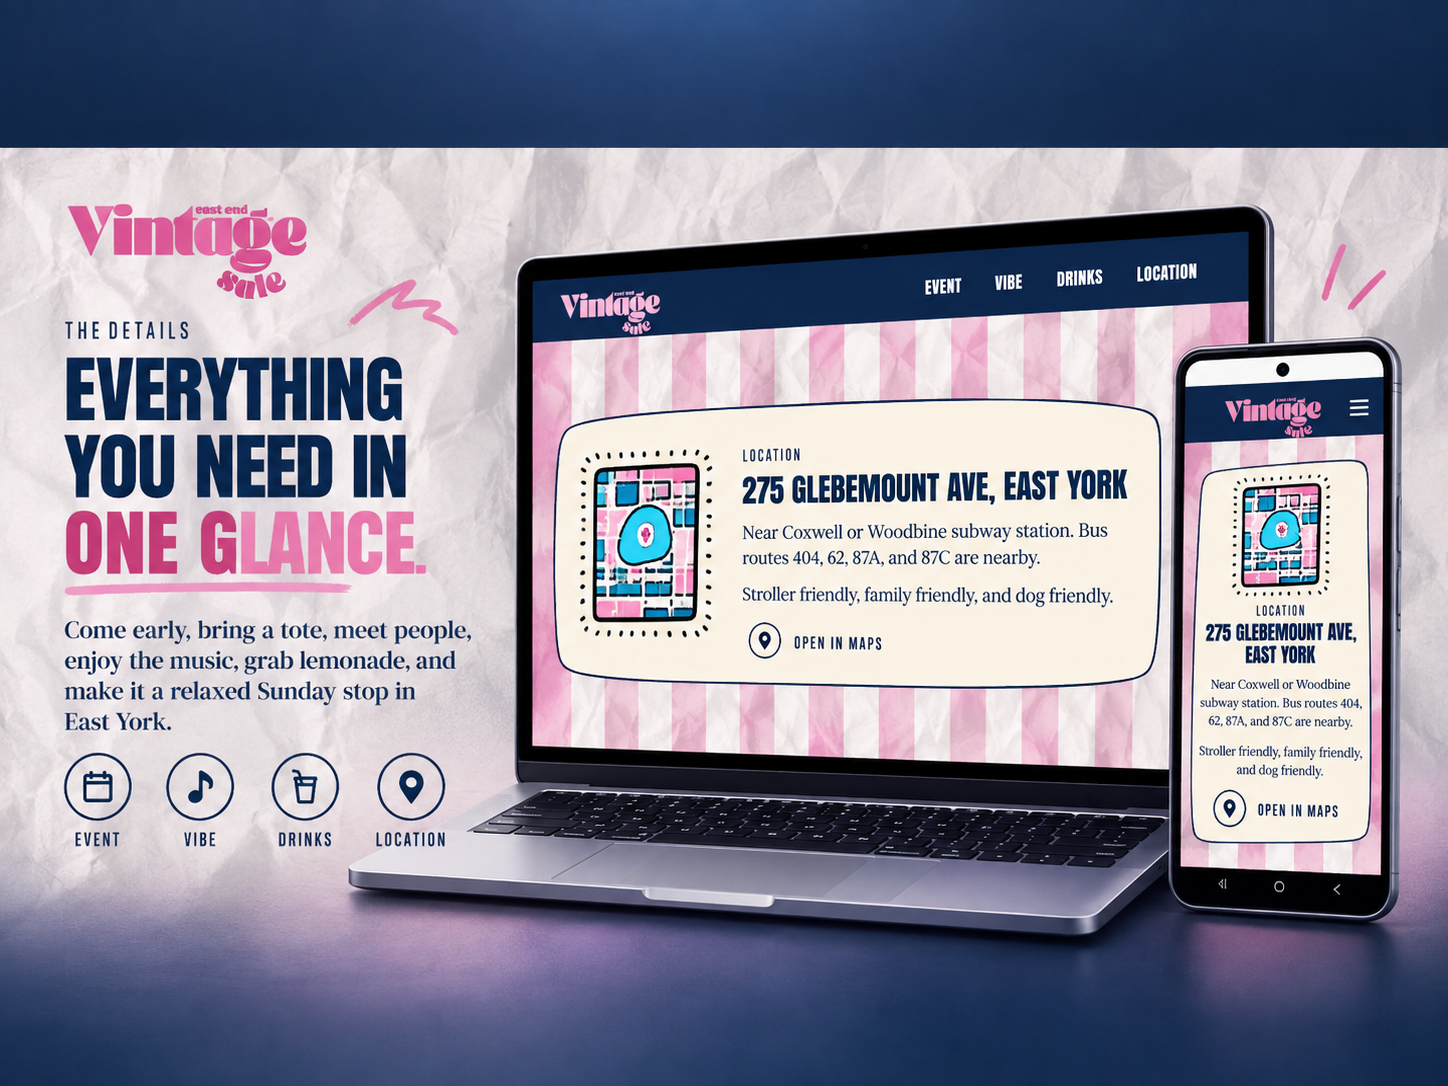 east end
Vintage
sale
THE DETAILS
EVERYTHING
YOU NEED IN
ONE GLANCE.
Come early, bring a tote, meet people,
enjoy the music, grab lemonade, and
make it a relaxed Sunday stop in
East York.
EVENT
VIBE
DRINKS
LOCATION
east end
Vintage
sale
EVENT
VIBE
DRINKS
LOCATION
LOCATION
275 GLEBEMOUNT AVE, EAST YORK
Near Coxwell or Woodbine subway station. Bus
routes 404, 62, 87A, and 87C are nearby.
Stroller friendly, family friendly, and dog friendly.
OPEN IN MAPS
east end
Vintage
sale
LOCATION
275 GLEBEMOUNT AVE,
EAST YORK
Near Coxwell or Woodbine
subway station. Bus routes 404,
62, 87A, and 87C are nearby.
Stroller friendly, family friendly,
and dog friendly.
OPEN IN MAPS